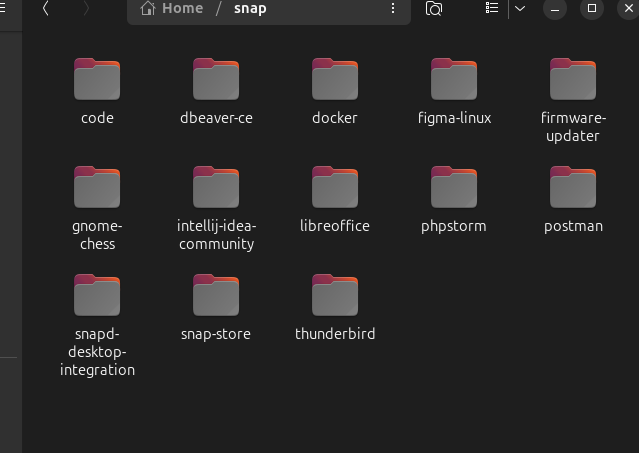 Home / snap
code
dbeaver-ce
docker
figma-linux
firmware-
updater
gnome-
chess
intellij-idea-
community
libreoffice
phpstorm
postman
snapd-
desktop-
integration
snap-store
thunderbird